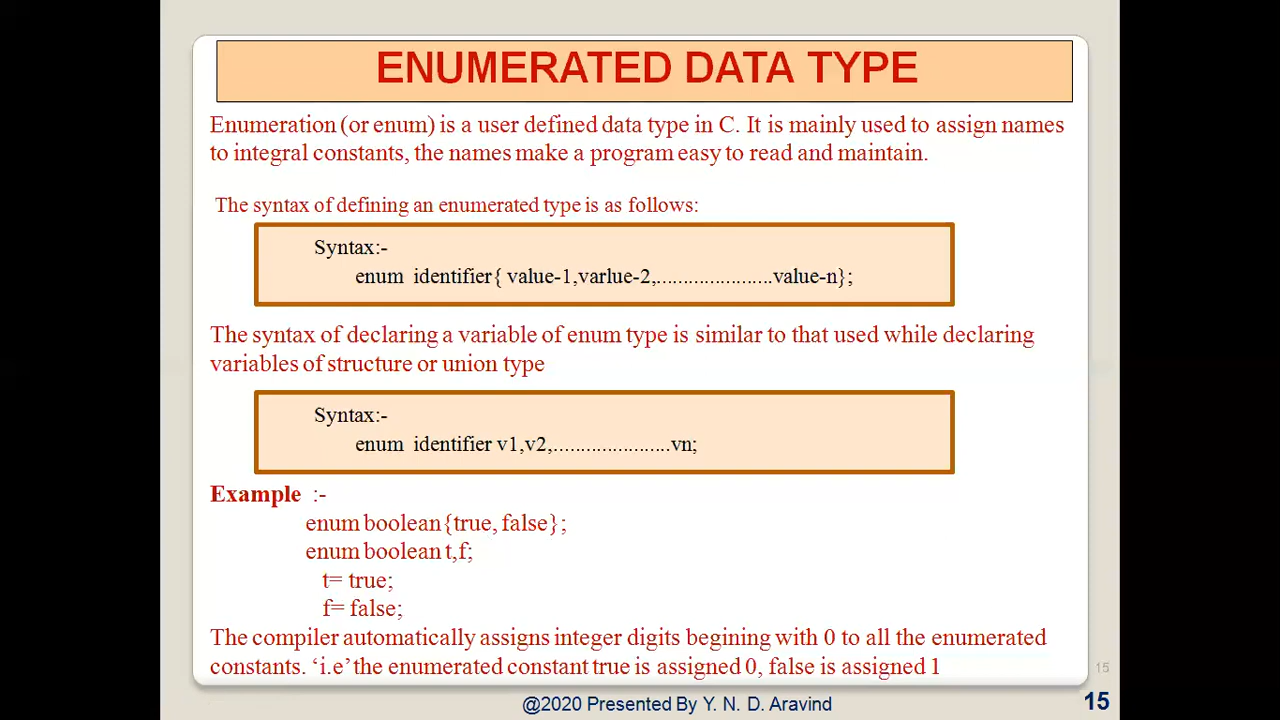 ENUMERATED DATA TYPE
Enumeration (or enum) is a user defined data type in C. It is mainly used to assign names
to integral constants, the names make a program easy to read and maintain.
The syntax of defining an enumerated type is as follows:
Syntax:-
enum identifier{ value-1,varlue-2,......................value-n};
The syntax of declaring a variable of enum type is similar to that used while declaring
variables of structure or union type
Syntax:-
enum identifier v1,v2,......................vn;
Example :-
enum boolean{true, false};
enum boolean t,f;
t= true;
f= false;
The compiler automatically assigns integer digits begining with 0 to all the enumerated
constants. ‘i.e’ the enumerated constant true is assigned 0, false is assigned 1
15
@2020 Presented By Y. N. D. Aravind
15